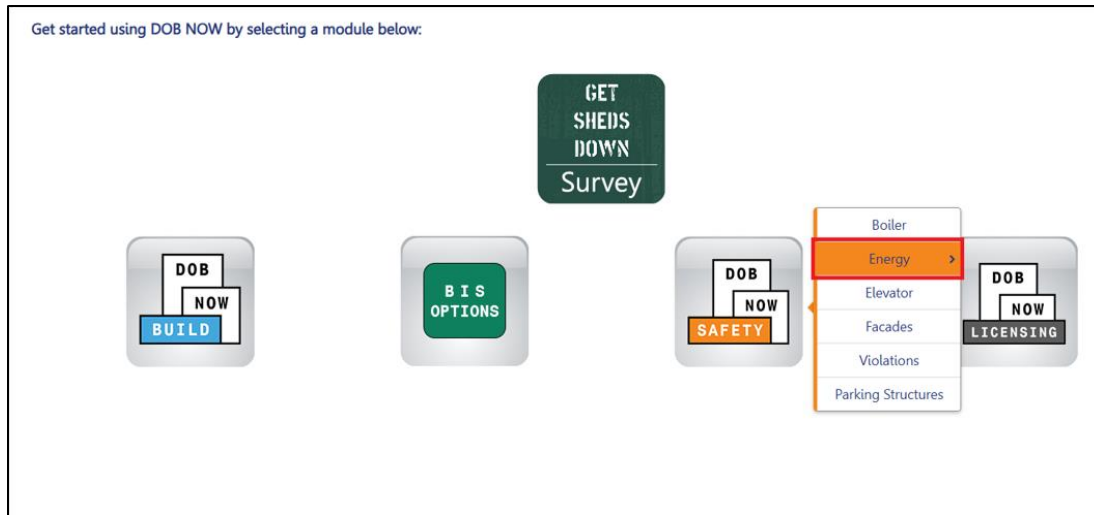 Get started using DOB NOW by selecting a module below:
GET
SHEDS
DOWN
Survey
DOB
NOW
BUILD
BIS
OPTIONS
DOB
NOW
SAFETY
Boiler
Energy >
Elevator
Facades
Violations
Parking Structures
DOB
NOW
LICENSING